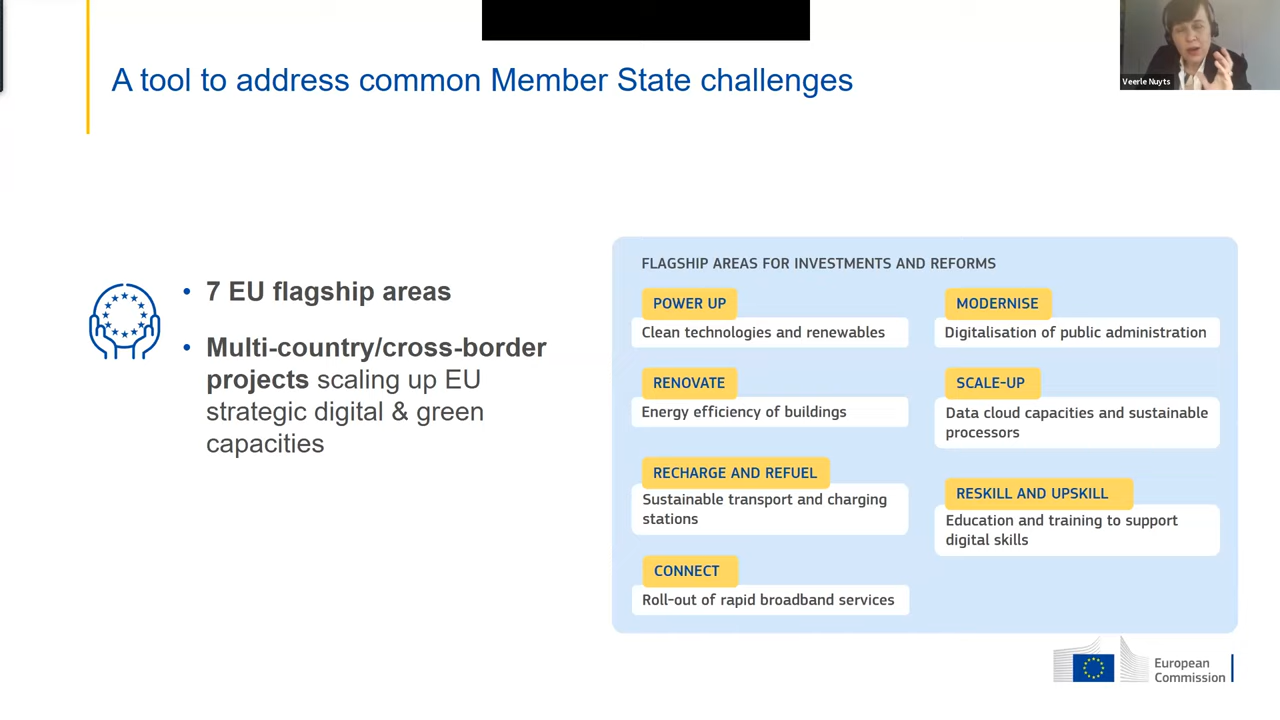 A tool to address common Member State challenges
Veerle Nuyts
• 7 EU flagship areas
• Multi-country/cross-border
projects scaling up EU
strategic digital & green
capacities
FLAGSHIP AREAS FOR INVESTMENTS AND REFORMS
POWER UP
Clean technologies and renewables
RENOVATE
Energy efficiency of buildings
RECHARGE AND REFUEL
Sustainable transport and charging
stations
CONNECT
Roll-out of rapid broadband services
MODERNISE
Digitalisation of public administration
SCALE-UP
Data cloud capacities and sustainable
processors
RESKILL AND UPSKILL
Education and training to support
digital skills
European
Commission